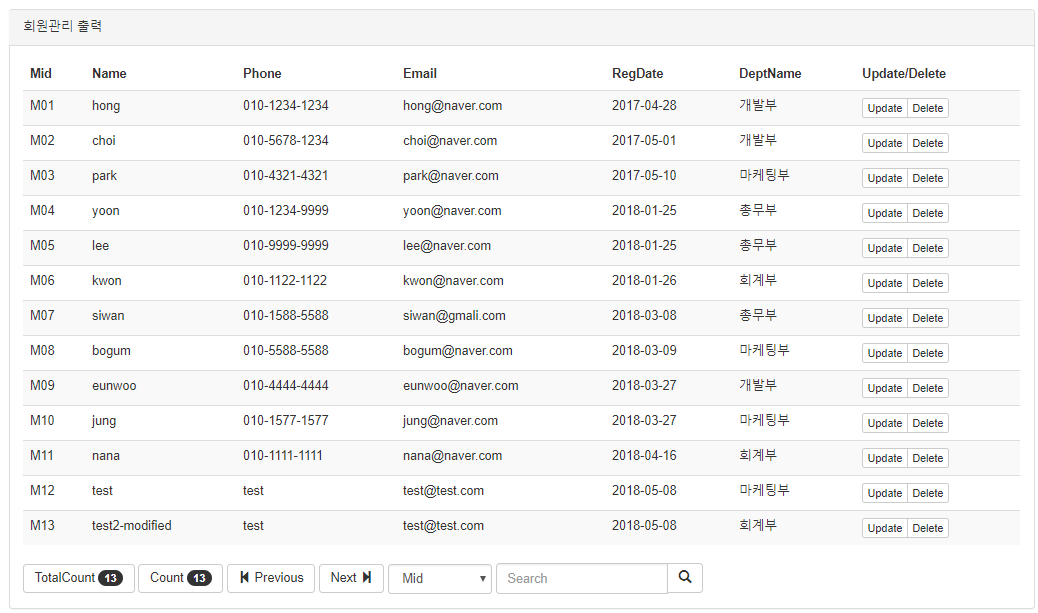 회원관리 출력
Mid Name Phone Email RegDate DeptName Update/Delete
M01 hong 010-1234-1234 hong@naver.com 2017-04-28 개발부 Update Delete
M02 choi 010-5678-1234 choi@naver.com 2017-05-01 개발부 Update Delete
M03 park 010-4321-4321 park@naver.com 2017-05-10 마케팅부 Update Delete
M04 yoon 010-1234-9999 yoon@naver.com 2018-01-25 총무부 Update Delete
M05 lee 010-9999-9999 lee@naver.com 2018-01-25 총무부 Update Delete
M06 kwon 010-1122-1122 kwon@naver.com 2018-01-26 회계부 Update Delete
M07 siwan 010-1588-5588 siwan@gmali.com 2018-03-08 총무부 Update Delete
M08 bogum 010-5588-5588 bogum@naver.com 2018-03-09 마케팅부 Update Delete
M09 eunwoo 010-4444-4444 eunwoo@naver.com 2018-03-27 개발부 Update Delete
M10 jung 010-1577-1577 jung@naver.com 2018-03-27 마케팅부 Update Delete
M11 nana 010-1111-1111 nana@naver.com 2018-04-16 회계부 Update Delete
M12 test test test@test.com 2018-05-08 마케팅부 Update Delete
M13 test2-modified test test@test.com 2018-05-08 회계부 Update Delete
TotalCount 13 Count 13 Previous Next Mid Search